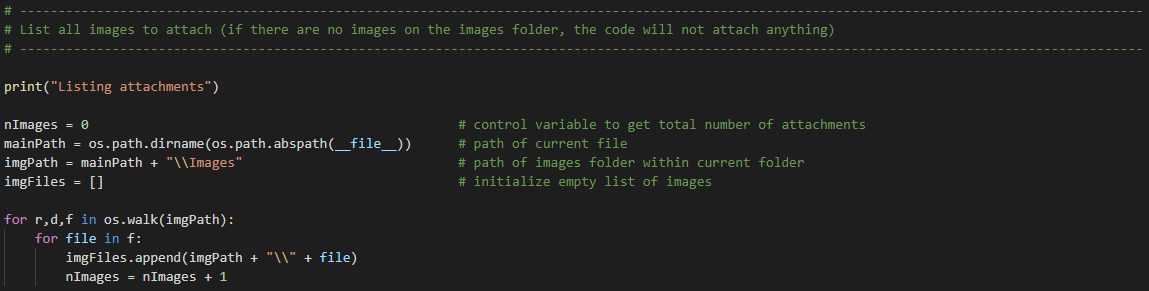 # ------------------------------------------------------------------------------------------------------------------------------------------------
# List all images to attach (if there are no images on the images folder, the code will not attach anything)
# ------------------------------------------------------------------------------------------------------------------------------------------------
print("Listing attachments")
nImages = 0 # control variable to get total number of attachments
mainPath = os.path.dirname(os.path.abspath(__file__)) # path of current file
imgPath = mainPath + "\\Images" # path of images folder within current folder
imgFiles = [] # initialize empty list of images
for r,d,f in os.walk(imgPath):
    for file in f:
        imgFiles.append(imgPath + "\\" + file)
        nImages = nImages + 1